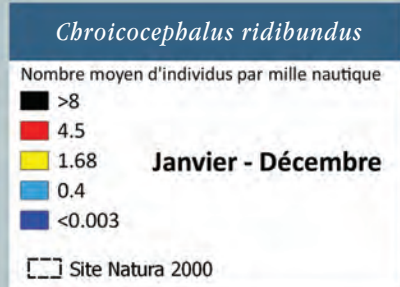 Chroicocephalus ridibundus
Nombre moyen d'individus par mille nautique
>8
4.5
1.68
Janvier - Décembre
0.4
<0.003
Site Natura 2000